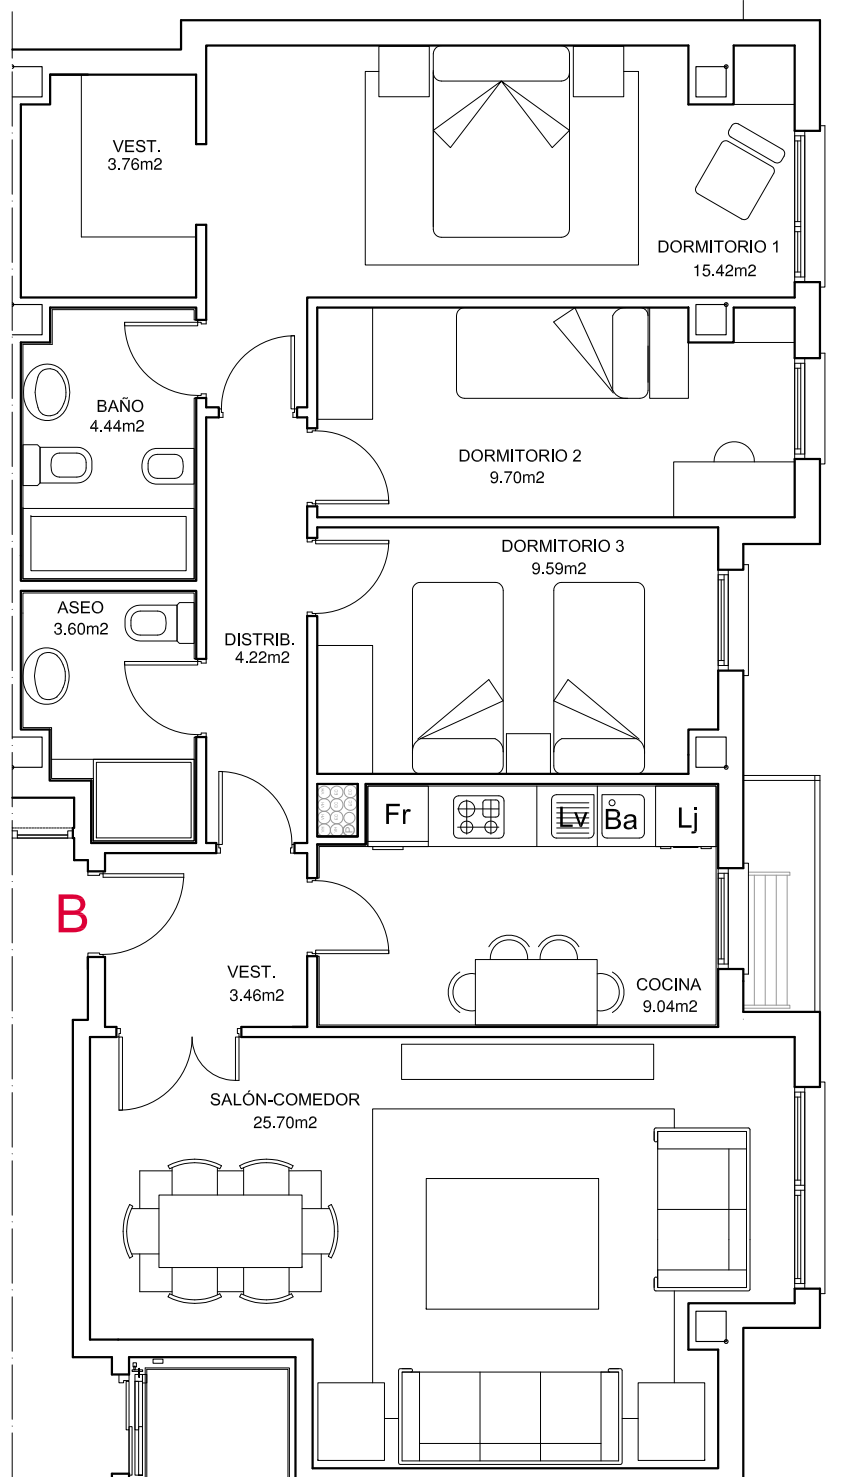 VEST.
3.76m2
DORMITORIO 1
15.42m2
BAÑO
4.44m2
DORMITORIO 2
9.70m2
DORMITORIO 3
9.59m2
ASEO
3.60m2
DISTRIB.
4.22m2
Fr
Lv
Ba
Lj
B
VEST.
3.46m2
COCINA
9.04m2
SALÓN-COMEDOR
25.70m2